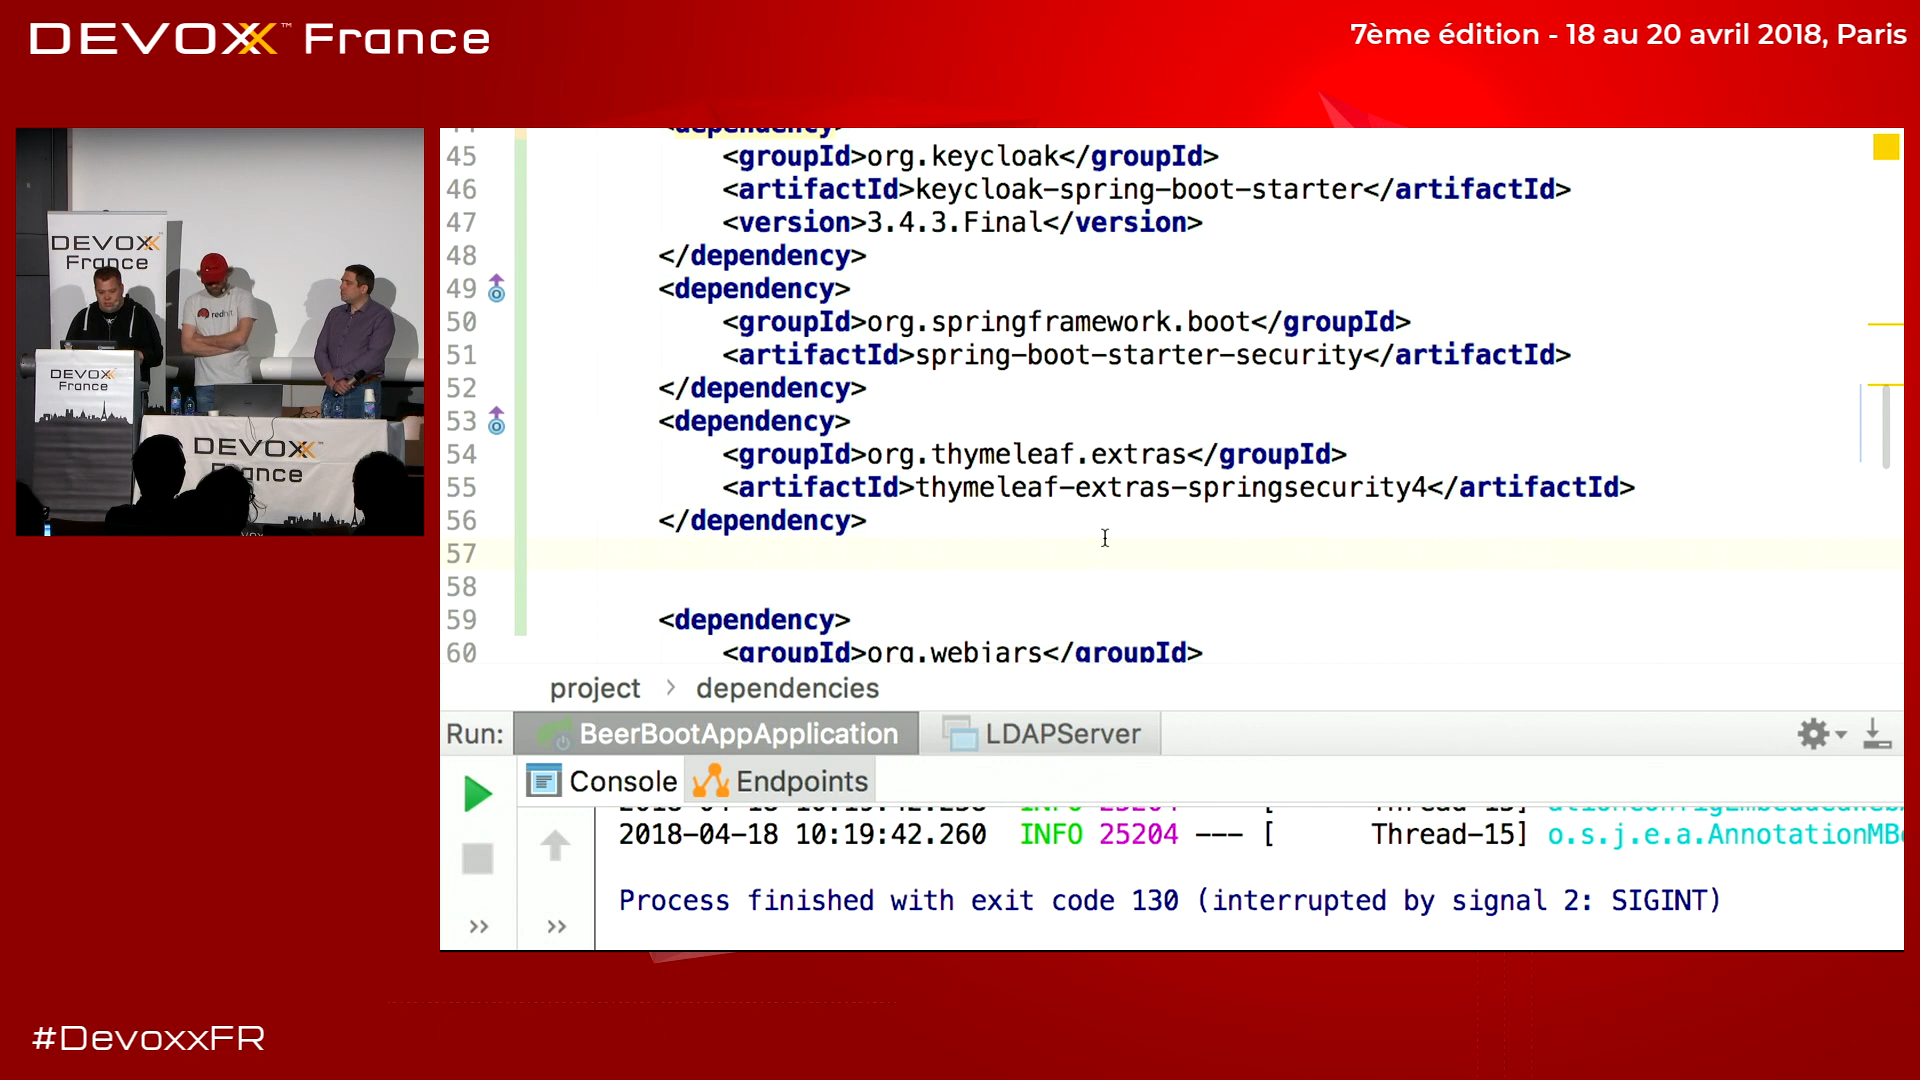 DEVOXX™ France
7ème édition - 18 au 20 avril 2018, Paris
DEVOXX
France
redhat
DEVOXX
France
DEVOXX™
France
<dependency>
45 <groupId>org.keycloak</groupId>
46 <artifactId>keycloak-spring-boot-starter</artifactId>
47 <version>3.4.3.Final</version>
48 </dependency>
49 <dependency>
50 <groupId>org.springframework.boot</groupId>
51 <artifactId>spring-boot-starter-security</artifactId>
52 </dependency>
53 <dependency>
54 <groupId>org.thymeleaf.extras</groupId>
55 <artifactId>thymeleaf-extras-springsecurity4</artifactId>
56 </dependency>
57
58
59 <dependency>
60 <groupId>org.webjars</groupId>
project > dependencies
Run: BeerBootAppApplication LDAPServer
Console Endpoints
2018-04-18 10:19:42.260 INFO 25204 --- [ Thread-15] o.s.j.e.a.AnnotationMB
Process finished with exit code 130 (interrupted by signal 2: SIGINT)
#DevoxxFR